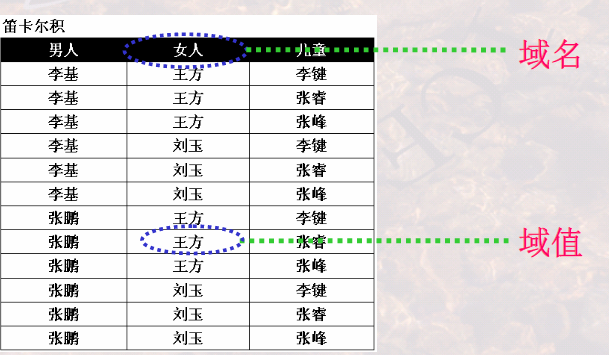 笛卡尔积
男人 女人 儿童 域名
李基 王方 李键
李基 王方 张睿
李基 王方 张峰
李基 刘玉 李键
李基 刘玉 张睿
李基 刘玉 张峰
张鹏 王方 李键
张鹏 王方 张睿 域值
张鹏 王方 张峰
张鹏 刘玉 李键
张鹏 刘玉 张睿
张鹏 刘玉 张峰